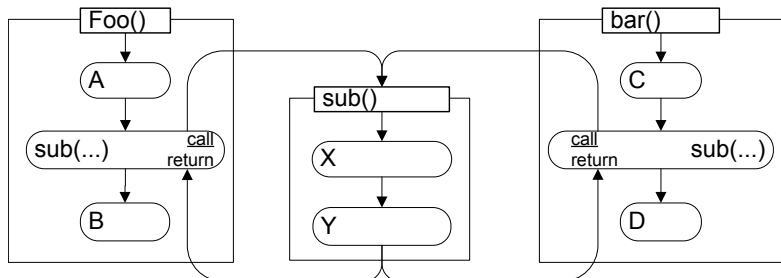 Foo()
A
sub(...)
call
return
B
sub()
X
Y
bar()
C
call
return
sub(...)
D